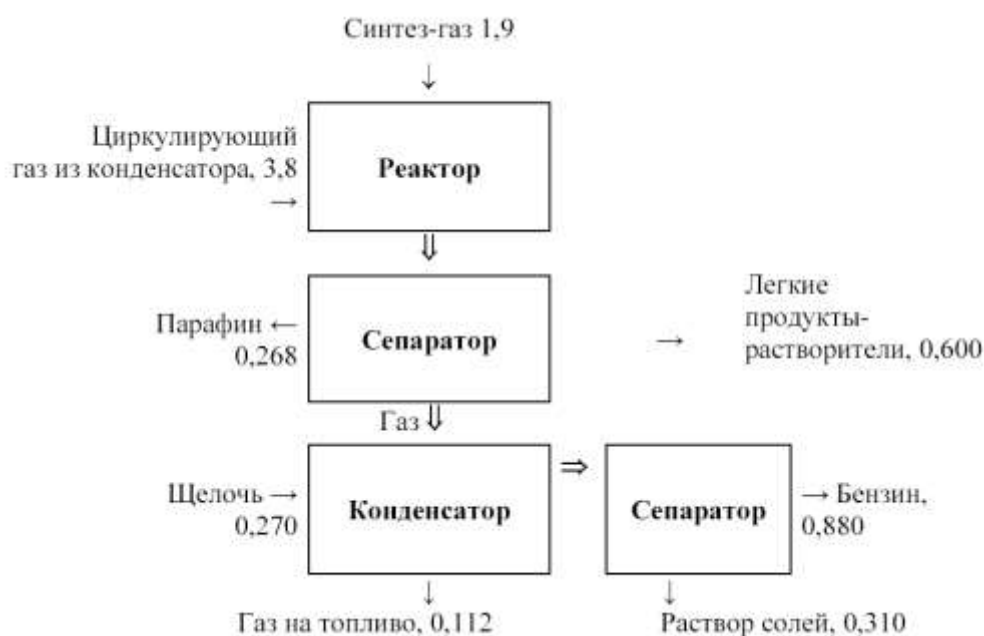 Синтез-газ 1,9
↓
Циркулирующий
газ из конденсатора, 3,8
→
Реактор
⇓
Парафин ←
0,268
Сепаратор
→
Легкие
продукты-
растворители, 0,600
Газ ⇓
Щелочь →
0,270
Конденсатор
⇒
Сепаратор
→ Бензин,
0,880
↓
Газ на топливо, 0,112
↓
Раствор солей, 0,310